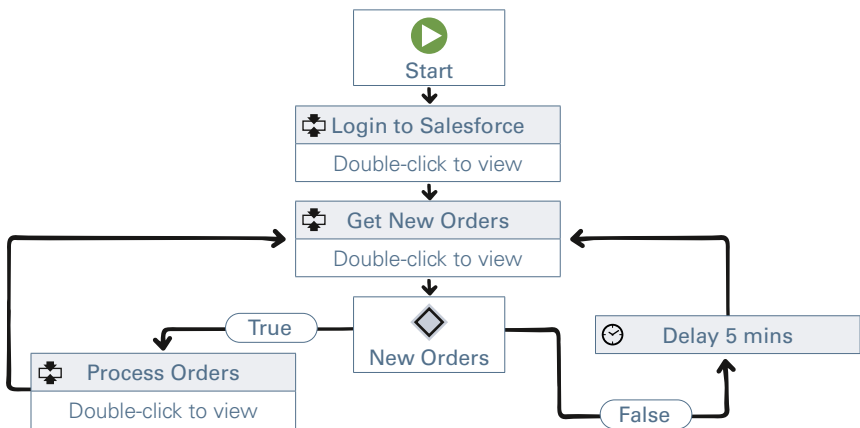 Start
Login to Salesforce
Double-click to view
Get New Orders
Double-click to view
True
New Orders
Delay 5 mins
Process Orders
Double-click to view
False